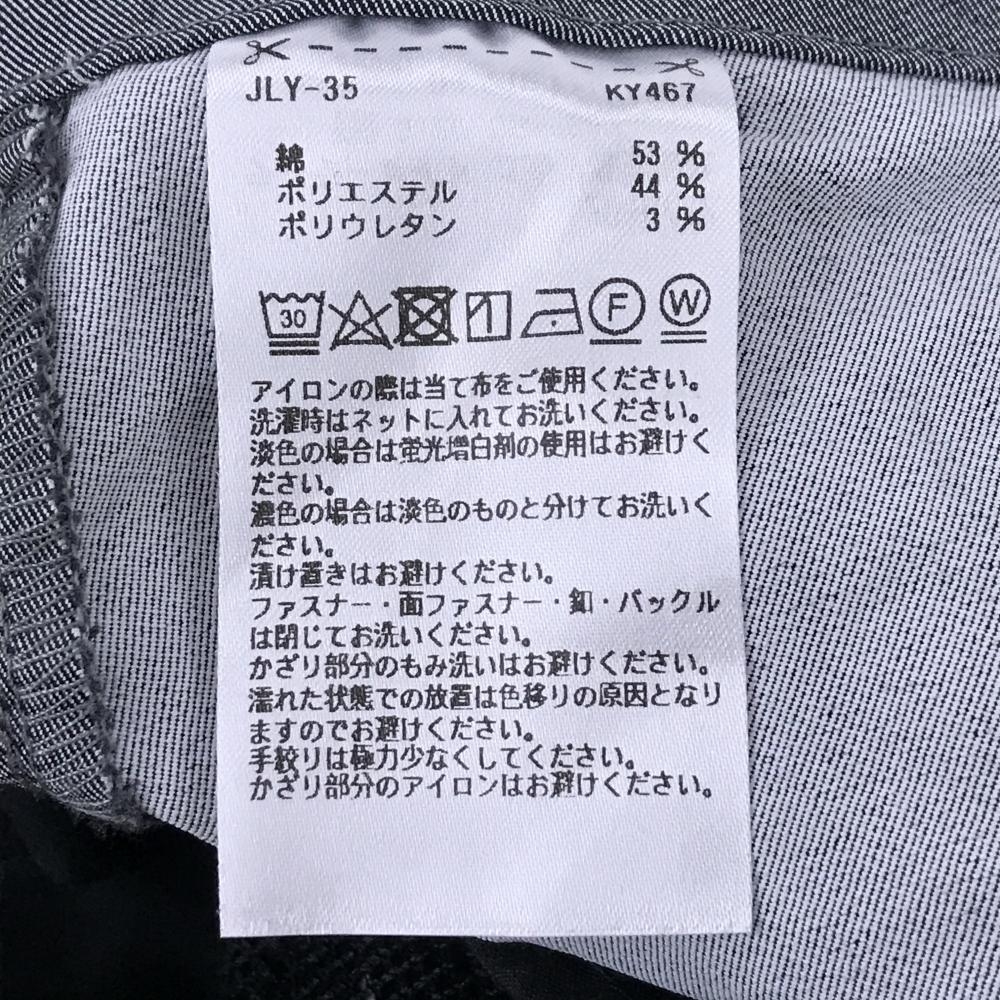 JLY-35 KY467
綿 53 %
ポリエステル 44 %
ポリウレタン 3 %
30 F W
アイロンの際は当て布をご使用ください。
洗濯時はネットに入れてお洗いください。
淡色の場合は蛍光増白剤の使用はお避けく
ださい。
濃色の場合は淡色のものと分けてお洗いく
ださい。
漬け置きはお避けください。
ファスナー・面ファスナー・釦・バックル
は閉じてお洗いください。
かざり部分のもみ洗いはお避けください。
濡れた状態での放置は色移りの原因となり
ますのでお避けください。
手絞りは極力少なくしてください。
かざり部分のアイロンはお避けください。